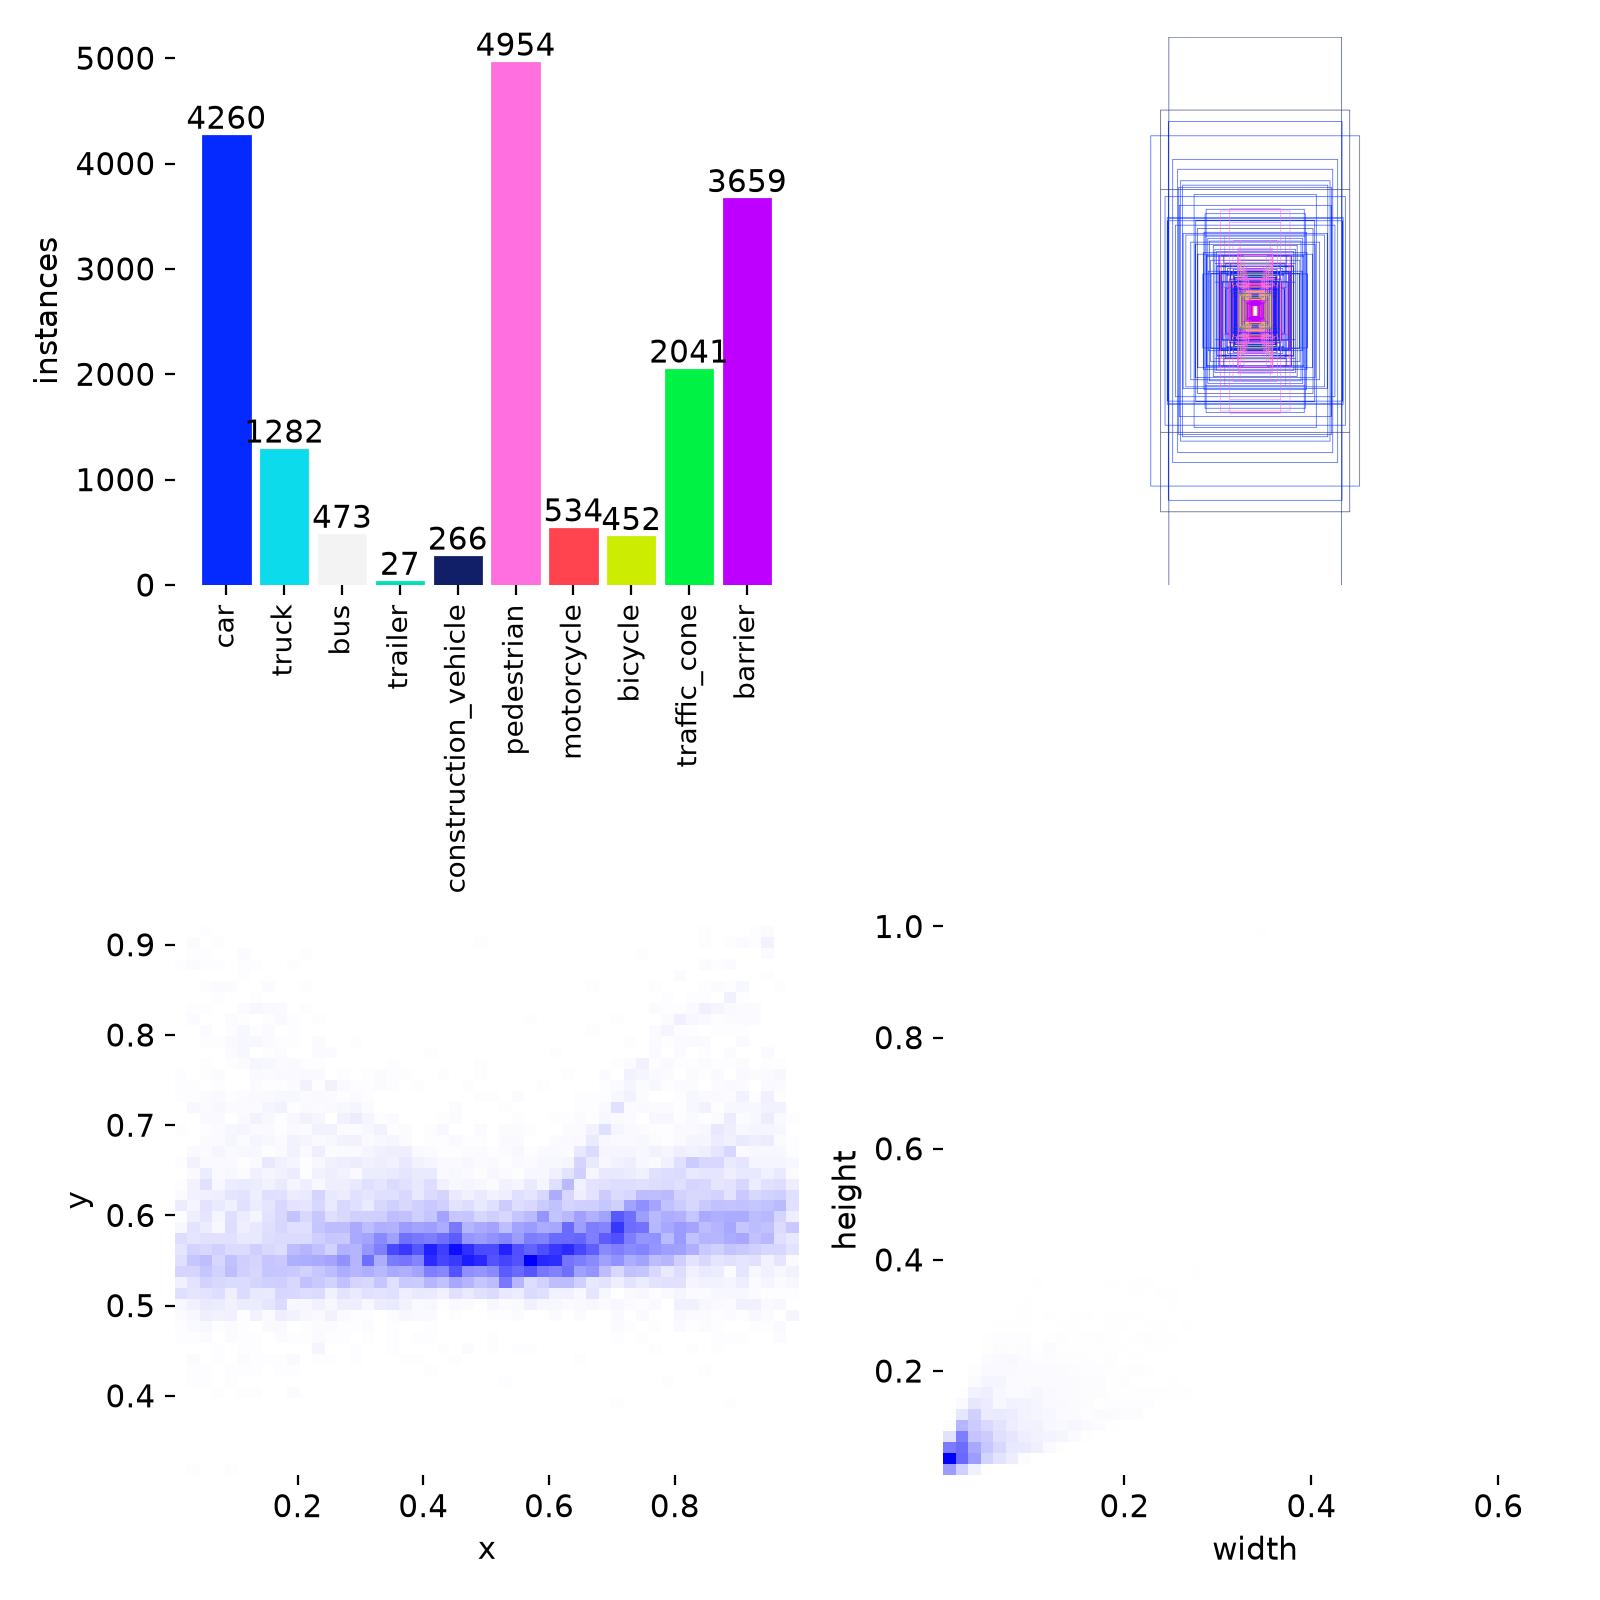 instances
5000
4000
3000
2000
1000
0
4260
1282
473
27
266
4954
534
452
2041
3659
car
truck
bus
trailer
construction_vehicle
pedestrian
motorcycle
bicycle
traffic_cone
barrier
y
0.9
0.8
0.7
0.6
0.5
0.4
0.2
0.4
0.6
0.8
x
height
1.0
0.8
0.6
0.4
0.2
0.2
0.4
0.6
width